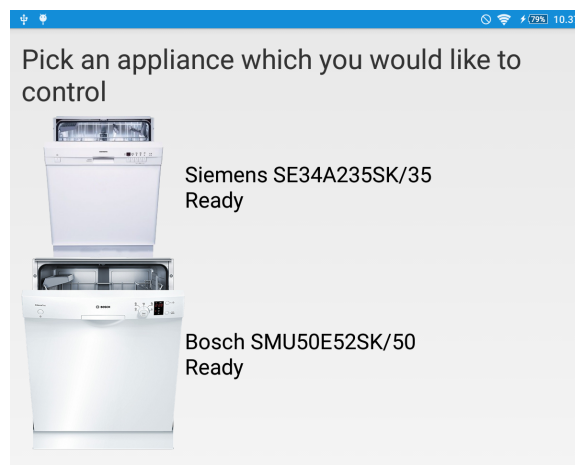 79% 10.3
Pick an appliance which you would like to
control
Siemens SE34A235SK/35
Ready
BOSCH
Bosch SMU50E52SK/50
Ready